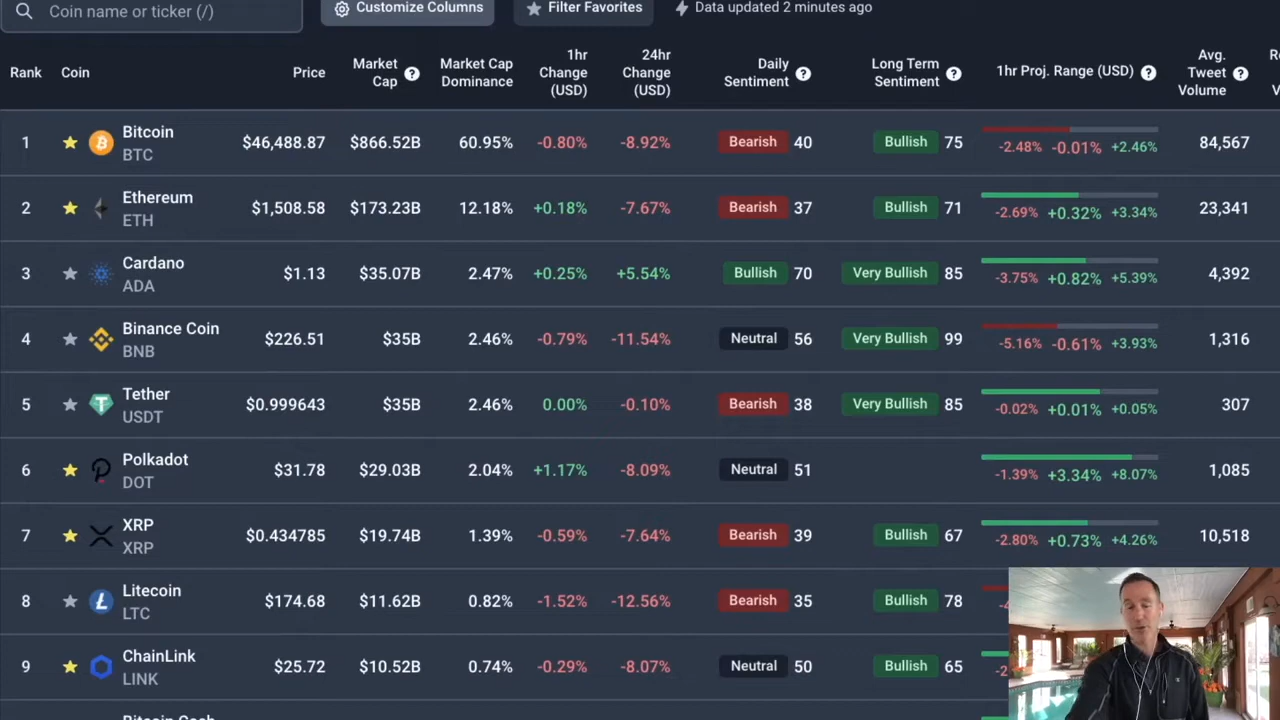 Coin name or ticker (/)
Customize Columns
Filter Favorites
Data updated 2 minutes ago
Rank Coin Price Market Cap Market Cap Dominance 1hr Change (USD) 24hr Change (USD) Daily Sentiment Long Term Sentiment 1hr Proj. Range (USD) Avg. Tweet Volume
1 Bitcoin BTC $46,488.87 $866.52B 60.95% -0.80% -8.92% Bearish 40 Bullish 75 -2.48% -0.01% +2.46% 84,567
2 Ethereum ETH $1,508.58 $173.23B 12.18% +0.18% -7.67% Bearish 37 Bullish 71 -2.69% +0.32% +3.34% 23,341
3 Cardano ADA $1.13 $35.07B 2.47% +0.25% +5.54% Bullish 70 Very Bullish 85 -3.75% +0.82% +5.39% 4,392
4 Binance Coin BNB $226.51 $35B 2.46% -0.79% -11.54% Neutral 56 Very Bullish 99 -5.16% -0.61% +3.93% 1,316
5 Tether USDT $0.999643 $35B 2.46% 0.00% -0.10% Bearish 38 Very Bullish 85 -0.02% +0.01% +0.05% 307
6 Polkadot DOT $31.78 $29.03B 2.04% +1.17% -8.09% Neutral 51 -1.39% +3.34% +8.07% 1,085
7 XRP XRP $0.434785 $19.74B 1.39% -0.59% -7.64% Bearish 39 Bullish 67 -2.80% +0.73% +4.26% 10,518
8 Litecoin LTC $174.68 $11.62B 0.82% -1.52% -12.56% Bearish 35 Bullish 78
9 ChainLink LINK $25.72 $10.52B 0.74% -0.29% -8.07% Neutral 50 Bullish 65